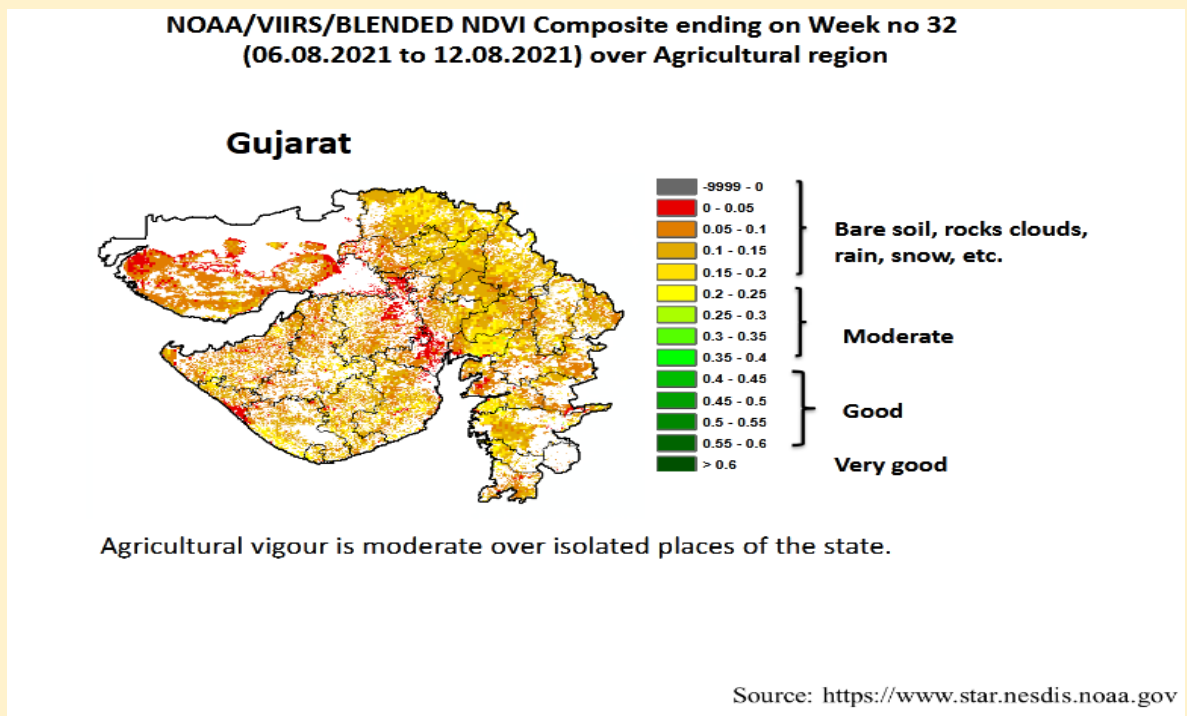 NOAA/VIIRS/BLENDED NDVI Composite ending on Week no 32
(06.08.2021 to 12.08.2021) over Agricultural region
Gujarat
-9999 - 0
0 - 0.05
0.05 - 0.1
0.1 - 0.15
0.15 - 0.2
0.2 - 0.25
0.25 - 0.3
0.3 - 0.35
0.35 - 0.4
0.4 - 0.45
0.45 - 0.5
0.5 - 0.55
0.55 - 0.6
> 0.6
Bare soil, rocks clouds,
rain, snow, etc.
Moderate
Good
Very good
Agricultural vigour is moderate over isolated places of the state.
Source: https://www.star.nesdis.noaa.gov